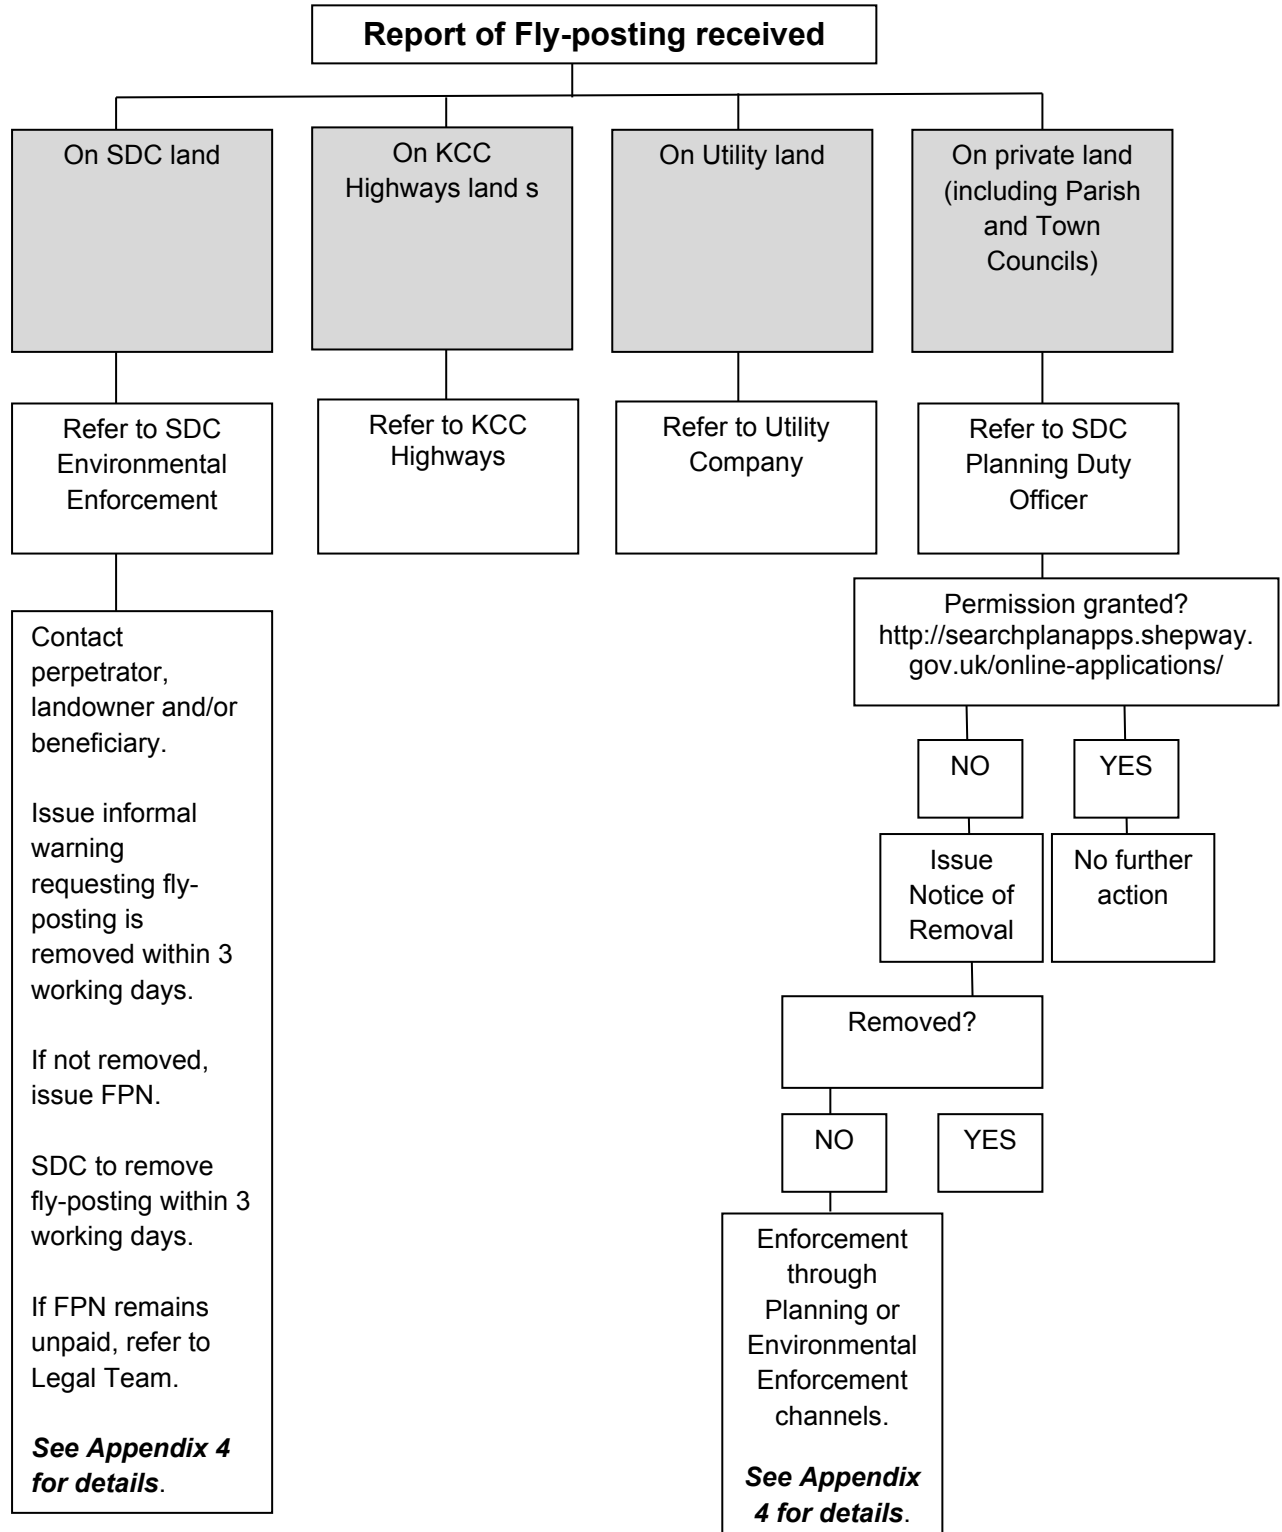 Report of Fly-posting received
On SDC land
On KCC
Highways land s
On Utility land
On private land
(including Parish
and Town
Councils)
Refer to SDC
Environmental
Enforcement
Refer to KCC
Highways
Refer to Utility
Company
Refer to SDC
Planning Duty
Officer
Contact
perpetrator,
landowner and/or
beneficiary.
Issue informal
warning
requesting fly-
posting is
removed within 3
working days.
If not removed,
issue FPN.
SDC to remove
fly-posting within 3
working days.
If FPN remains
unpaid, refer to
Legal Team.
See Appendix 4
for details.
Permission granted?
http://searchplanapps.shepway.
gov.uk/online-applications/
NO
YES
Issue
Notice of
Removal
No further
action
Removed?
NO
YES
Enforcement
through
Planning or
Environmental
Enforcement
channels.
See Appendix
4 for details.